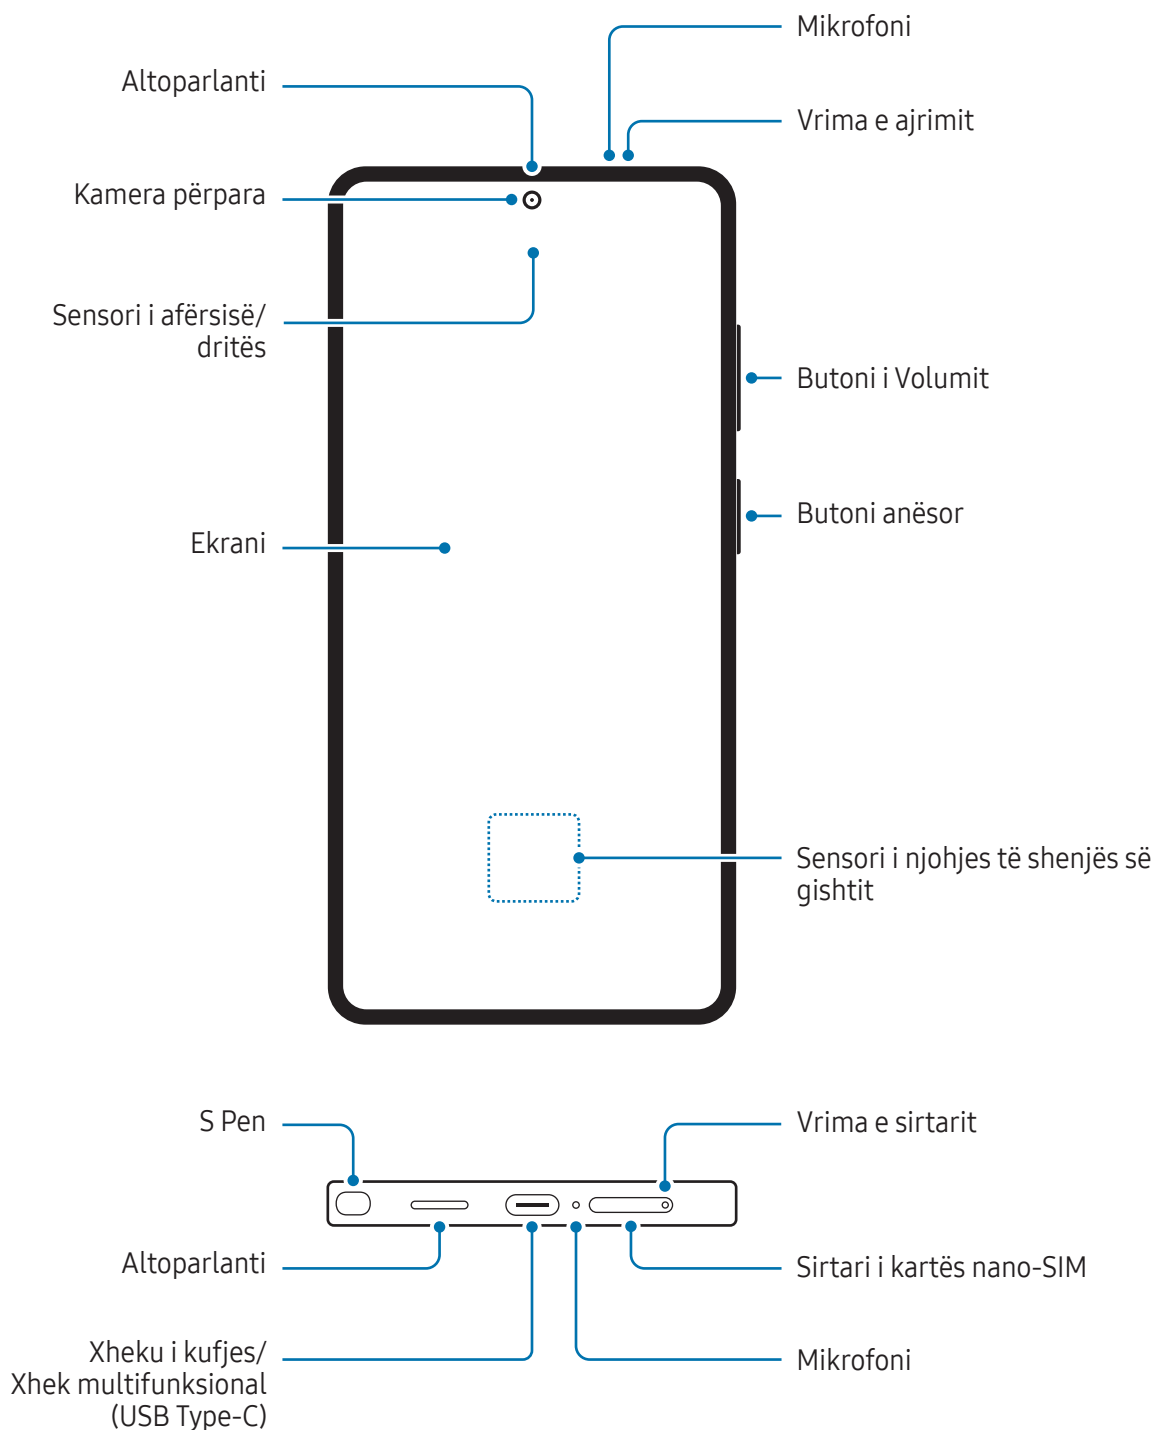 Mikrofoni
Altoparlanti
Vrima e ajrimit
Kamera përpara
Sensori i afërsisë/
dritës
Butoni i Volumit
Butoni anësor
Ekrani
Sensori i njohjes të shenjës së
gishtit
S Pen
Vrima e sirtarit
Altoparlanti
Sirtari i kartës nano-SIM
Xheku i kufjes/
Xhek multifunksional
(USB Type-C)
Mikrofoni